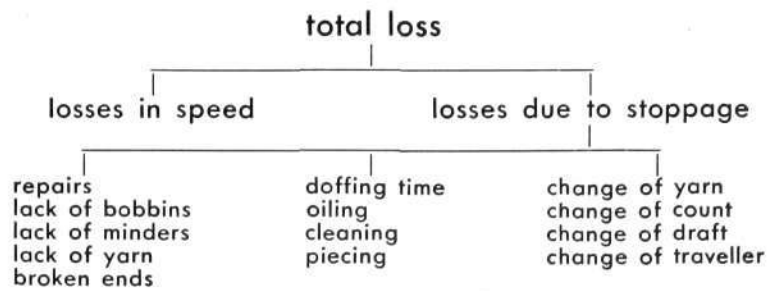 total loss
losses in speed
losses due to stoppage
repairs
lack of bobbins
lack of minders
lack of yarn
broken ends
doffing time
oiling
cleaning
piecing
change of yarn
change of count
change of draft
change of traveller